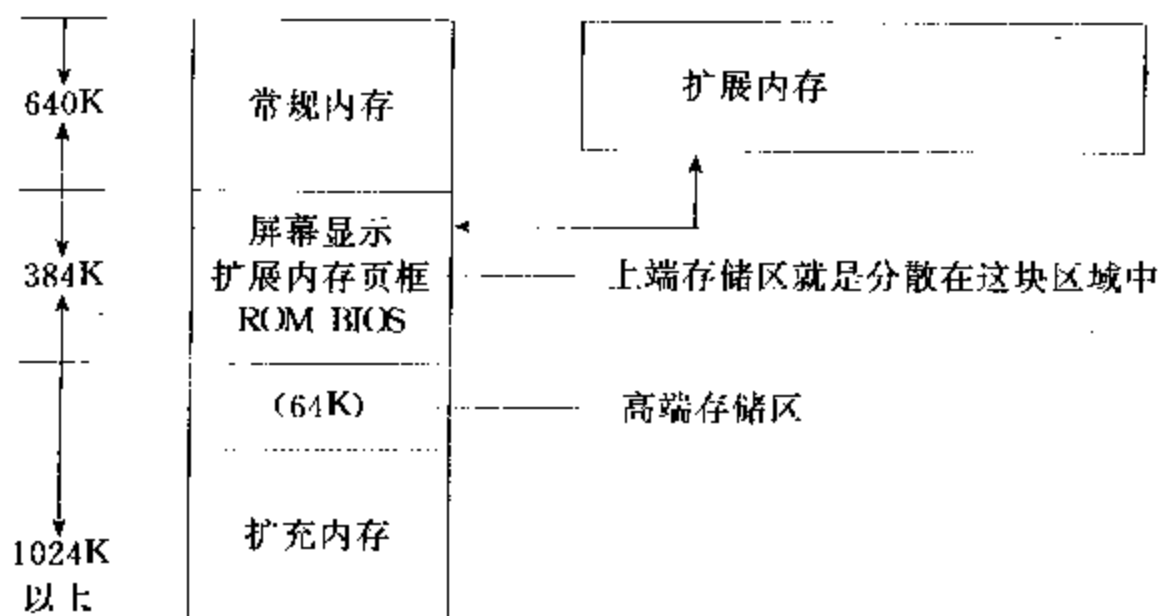 640K
常规内存
扩展内存
384K
屏幕显示
扩展内存页框
ROM BIOS
上端存储区就是分散在这块区域中
(64K)
高端存储区
扩充内存
1024K
以上